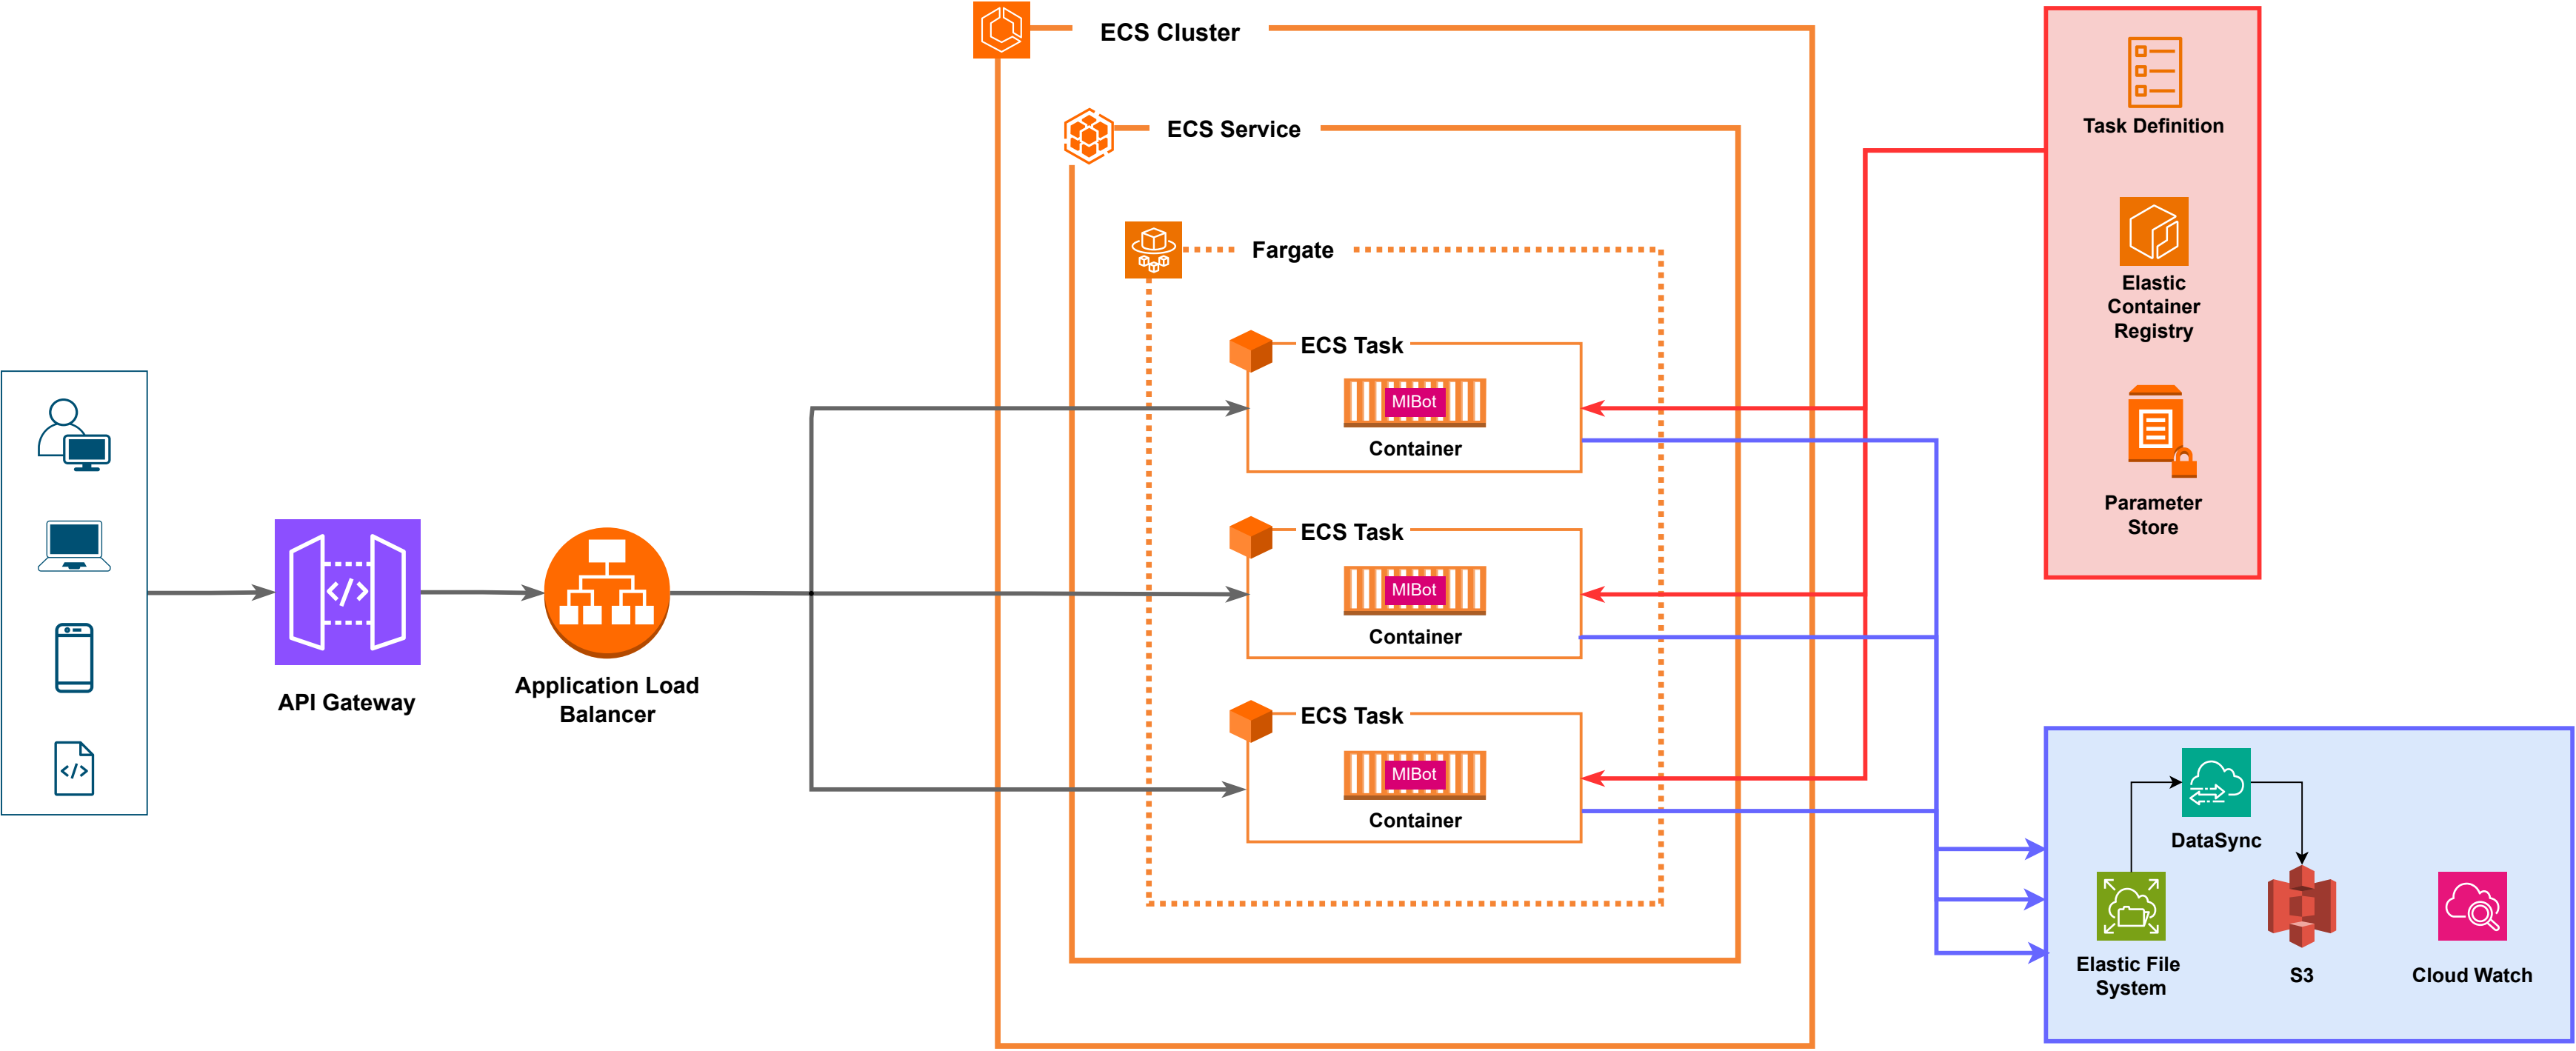 ECS Cluster
ECS Service
Fargate
ECS Task
MIBot
Container
ECS Task
MIBot
Container
ECS Task
MIBot
Container
</>
API Gateway
Application Load
Balancer
</>
Task Definition
Elastic
Container
Registry
Parameter
Store
DataSync
Elastic File
System
S3
Cloud Watch